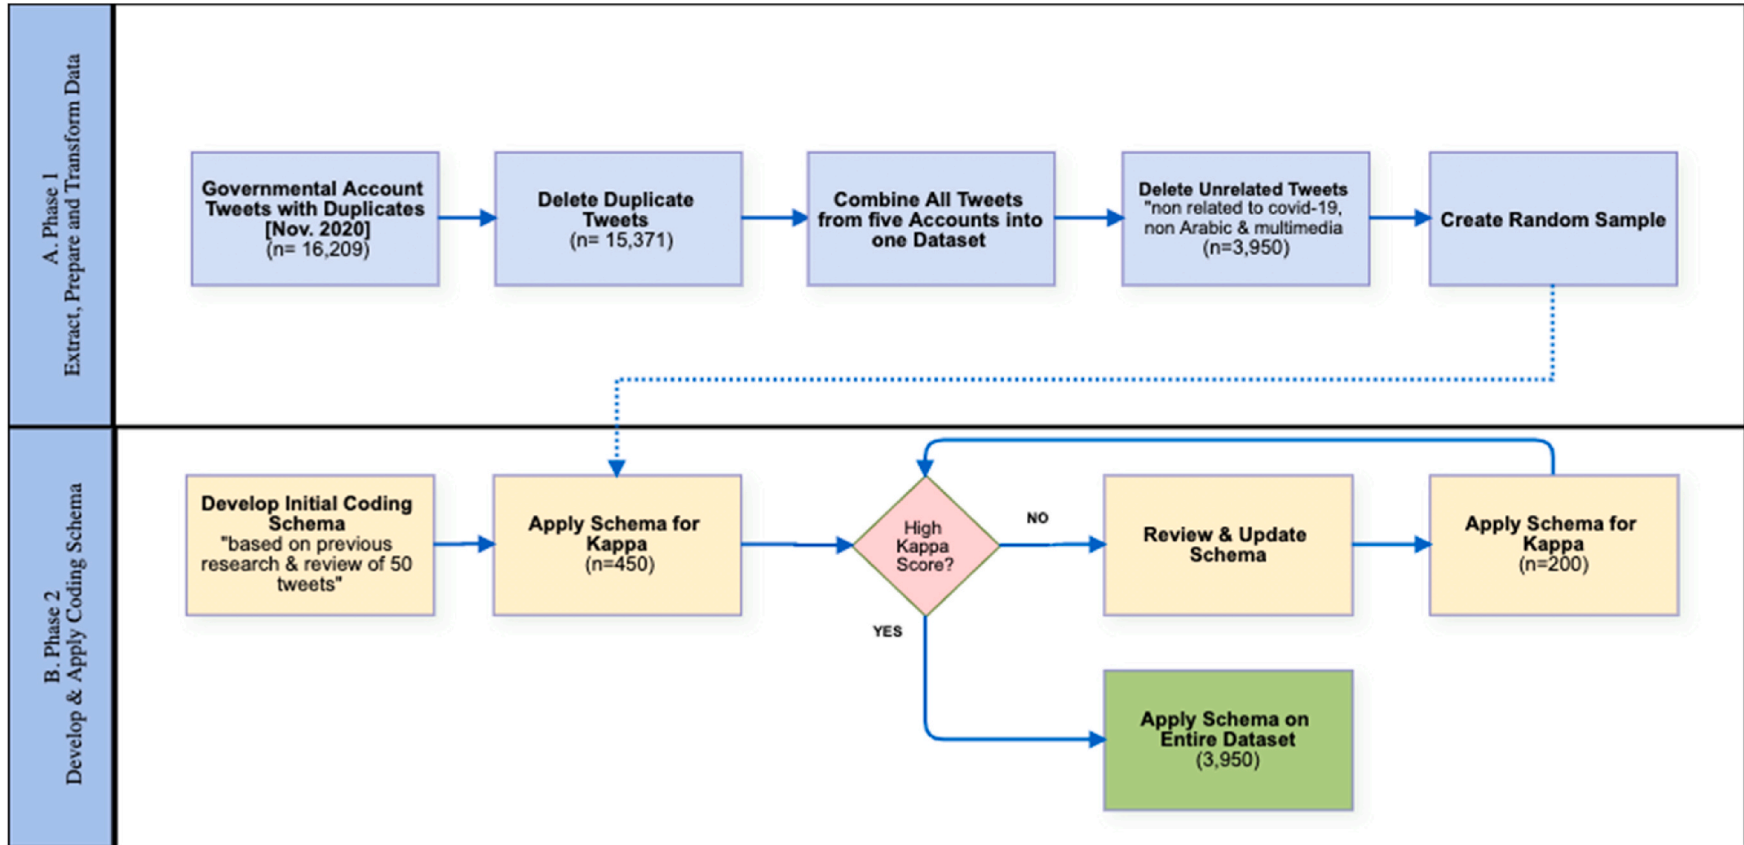 A. Phase 1
Extract, Prepare and Transform Data
Governmental Account
Tweets with Duplicates
[Nov. 2020]
(n= 16,209)
Delete Duplicate
Tweets
(n= 15,371)
Combine All Tweets
from five Accounts into
one Dataset
Delete Unrelated Tweets
"non related to covid-19,
non Arabic & multimedia
(n=3,950)
Create Random Sample
B. Phase 2
Develop & Apply Coding Schema
Develop Initial Coding
Schema
"based on previous
research & review of 50
tweets"
Apply Schema for
Kappa
(n=450)
High
Kappa
Score?
NO
Review & Update
Schema
Apply Schema for
Kappa
(n=200)
YES
Apply Schema on
Entire Dataset
(3,950)